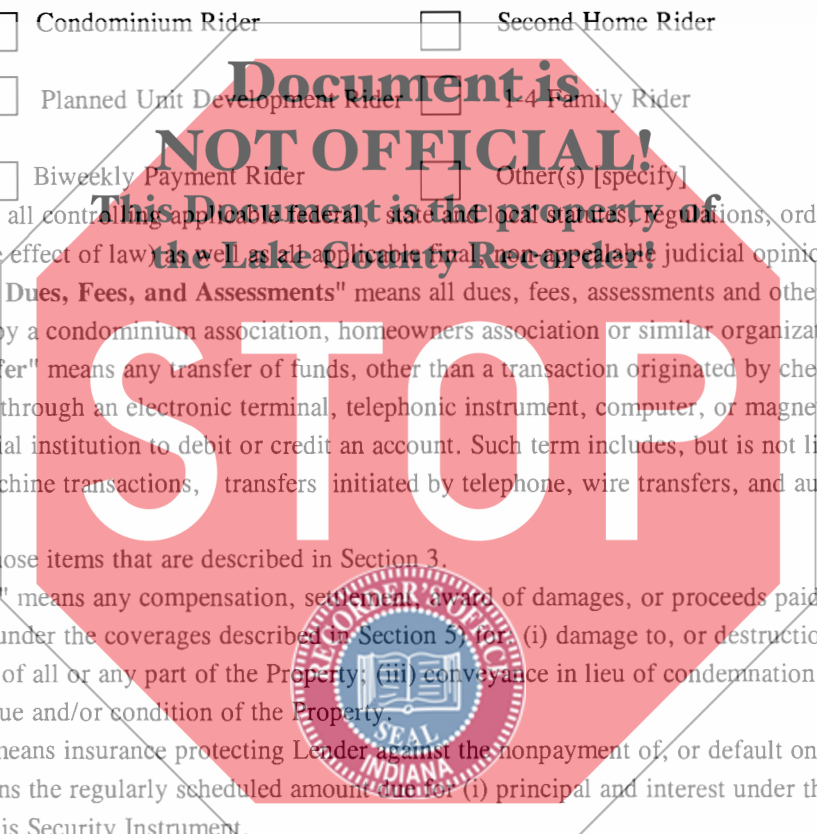 Condominium Rider Second Home Rider
Document is
Planned Unit Development Rider 1-4 Family Rider
NOT OFFICIAL!
Biweekly Payment Rider Other(s) [specify]
This Document is the property of
all controlling applicable federal, state and local statutes, regulations, ord
the Lake County Recorder!
effect of law) as well as all applicable final, non-appealable judicial opinio
Dues, Fees, and Assessments" means all dues, fees, assessments and othe
by a condominium association, homeowners association or similar organizat
fer" means any transfer of funds, other than a transaction originated by che
through an electronic terminal, telephonic instrument, computer, or magne
ial institution to debit or credit an account. Such term includes, but is not li
chine transactions, transfers initiated by telephone, wire transfers, and au
STOP
ose items that are described in Section 3.
" means any compensation, settlement, award of damages, or proceeds paid
under the coverages described in Section 5) for: (i) damage to, or destructio
of all or any part of the Property; (iii) conveyance in lieu of condemnation
ue and/or condition of the Property.
means insurance protecting Lender against the nonpayment of, or default on
ns the regularly scheduled amount due for (i) principal and interest under th
is Security Instrument.
RECORDER'S OFFICE
SEAL
INDIANA